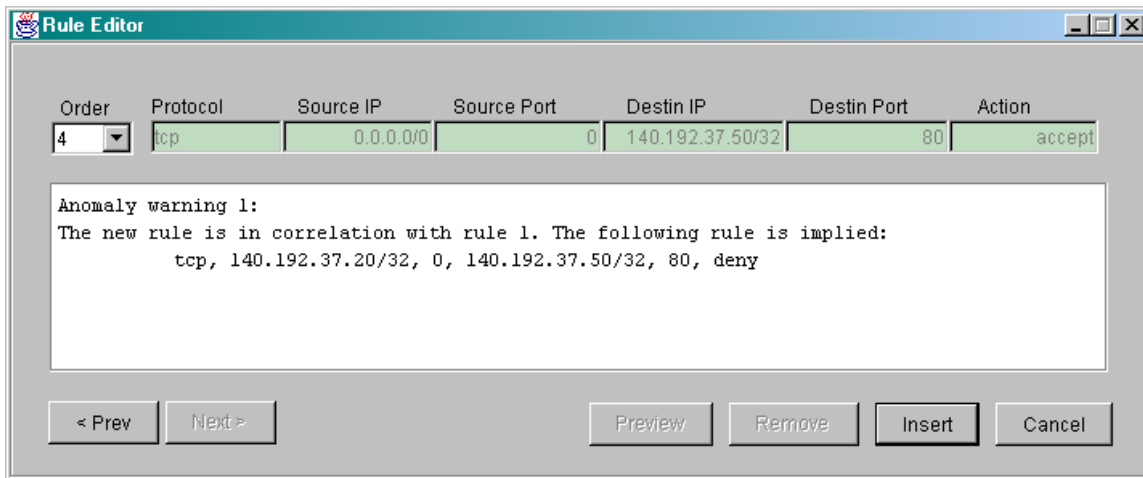 Rule Editor
Order Protocol Source IP Source Port Destin IP Destin Port Action
4 tcp 0.0.0.0/0 0 140.192.37.50/32 80 accept
Anomaly warning 1:
The new rule is in correlation with rule 1. The following rule is implied:
tcp, 140.192.37.20/32, 0, 140.192.37.50/32, 80, deny
< Prev Next > Preview Remove Insert Cancel